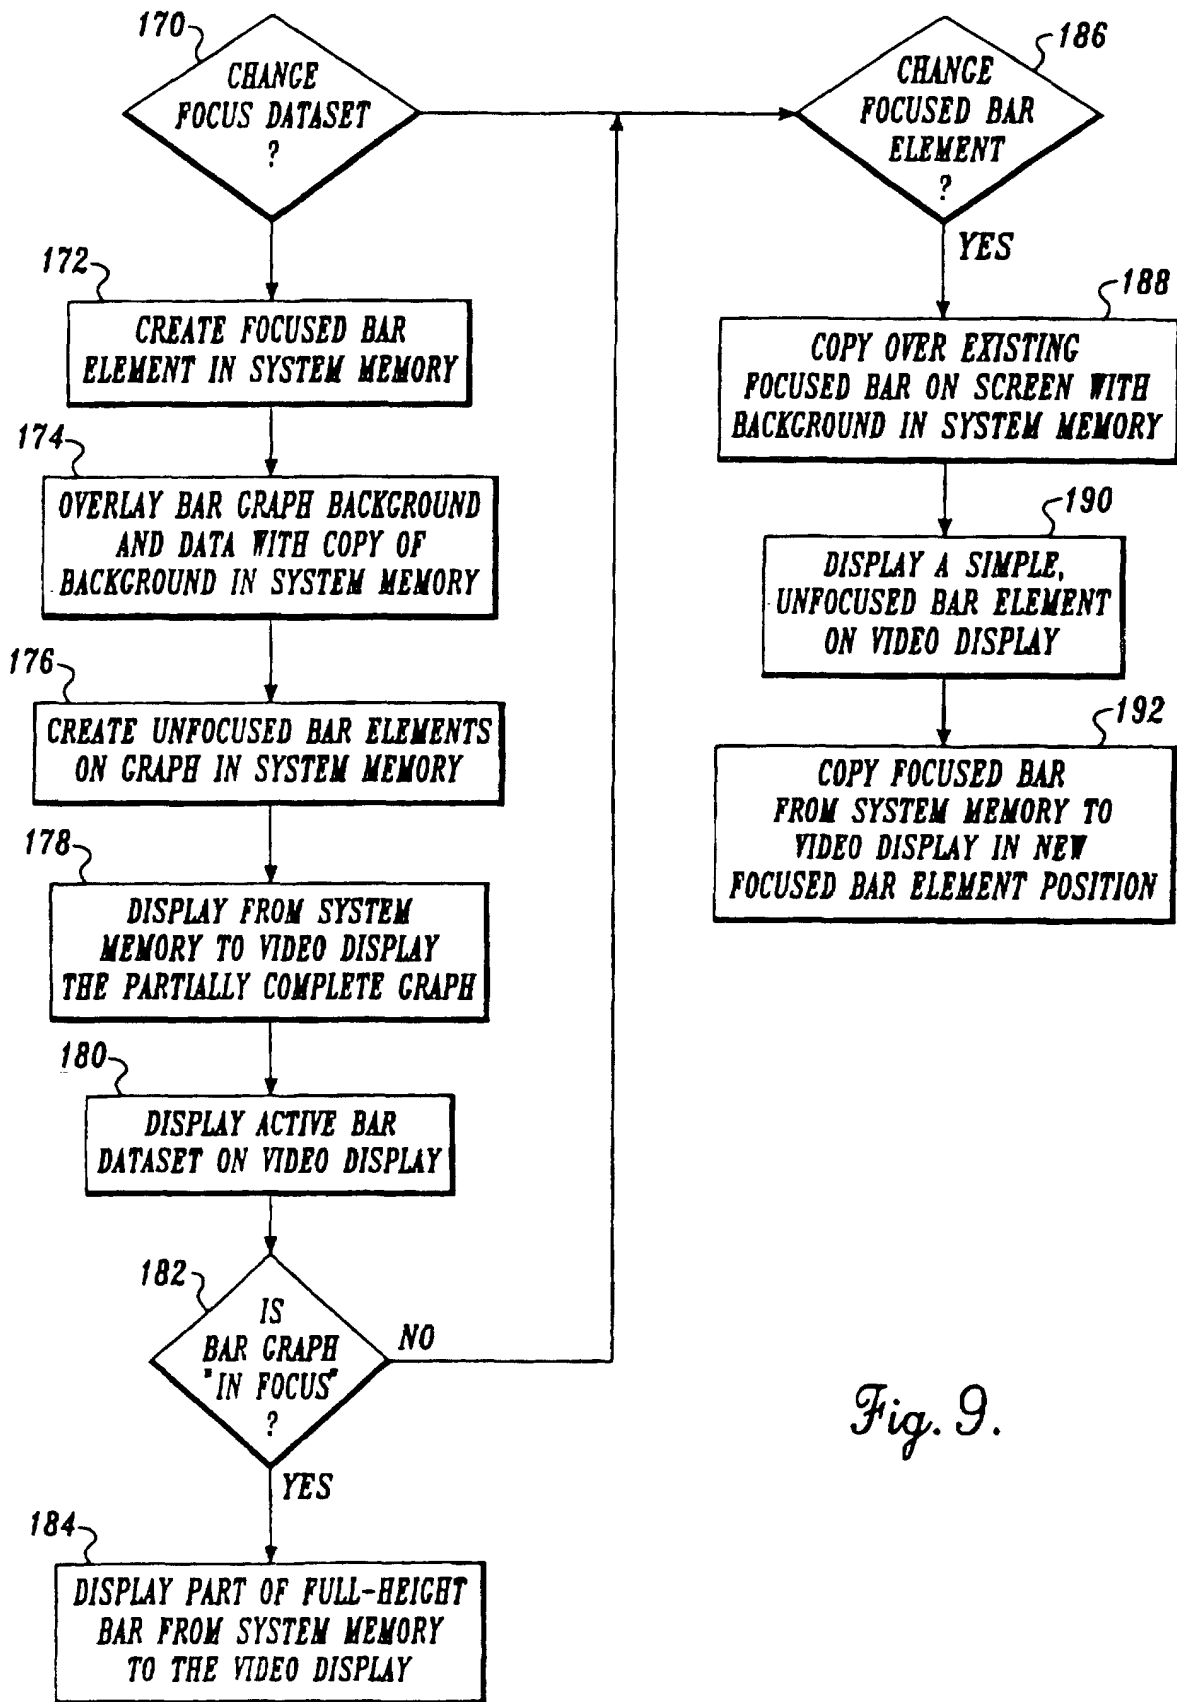 170
CHANGE
FOCUS DATASET
?
172
CREATE FOCUSED BAR
ELEMENT IN SYSTEM MEMORY
174
OVERLAY BAR GRAPH BACKGROUND
AND DATA WITH COPY OF
BACKGROUND IN SYSTEM MEMORY
176
CREATE UNFOCUSED BAR ELEMENTS
ON GRAPH IN SYSTEM MEMORY
178
DISPLAY FROM SYSTEM
MEMORY TO VIDEO DISPLAY
THE PARTIALLY COMPLETE GRAPH
180
DISPLAY ACTIVE BAR
DATASET ON VIDEO DISPLAY
182
IS
BAR GRAPH
"IN FOCUS"
?
NO
YES
184
DISPLAY PART OF FULL-HEIGHT
BAR FROM SYSTEM MEMORY
TO THE VIDEO DISPLAY
186
CHANGE
FOCUSED BAR
ELEMENT
?
YES
188
COPY OVER EXISTING
FOCUSED BAR ON SCREEN WITH
BACKGROUND IN SYSTEM MEMORY
190
DISPLAY A SIMPLE,
UNFOCUSED BAR ELEMENT
ON VIDEO DISPLAY
192
COPY FOCUSED BAR
FROM SYSTEM MEMORY TO
VIDEO DISPLAY IN NEW
FOCUSED BAR ELEMENT POSITION
Fig. 9.